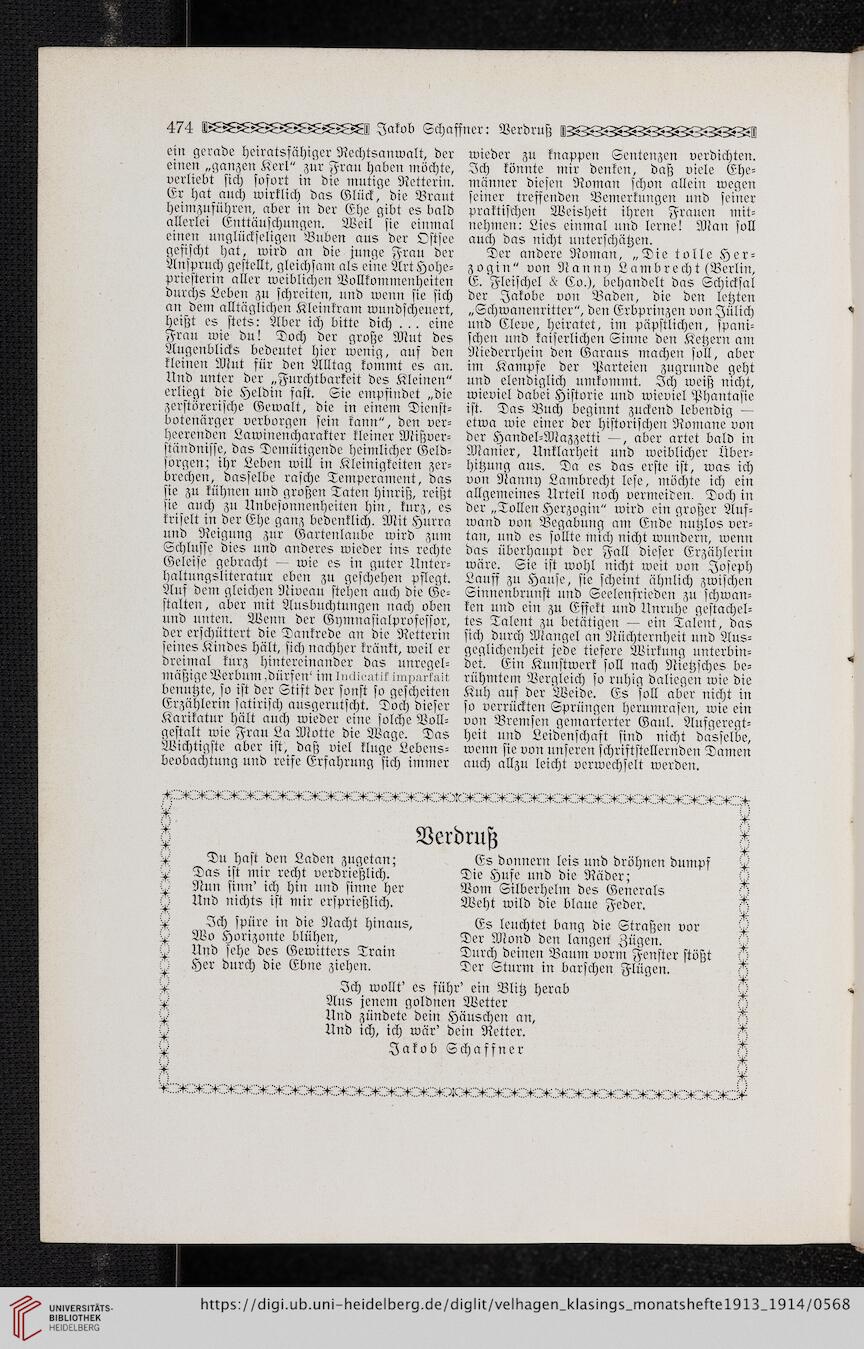 474 Jakob Schaffner: Verdruß
ein gerade heiratsfähiger Rechtsanwalt, der
einen „ganzen Kerl“ zur Frau haben möchte,
verliebt sich sofort in die mutige Retterin.
Er hat auch wirklich das Glück, die Braut
heimzuführen, aber in der Ehe gibt es bald
allerlei Enttäuschungen. Weil sie einmal
einen unglückseligen Buben aus der Ostsee
gefischt hat, wird an die junge Frau der
Anspruch gestellt, gleichsam als eine Art Hohe-
priesterin aller weiblichen Vollkommenheiten
durchs Leben zu schreiten, und wenn sie sich
an dem alltäglichen Kleinkram wundscheuert,
heißt es stets: Aber ich bitte dich ... eine
Frau wie du! Doch der große Mut des
Augenblicks bedeutet hier wenig, auf den
kleinen Mut für den Alltag kommt es an.
Und unter der „Furchtbarkeit des Kleinen“
erliegt die Heldin fast. Sie empfindet „die
zerstörerische Gewalt, die in einem Dienst-
botenärger verborgen sein kann“, den ver-
heerenden Lawinencharakter kleiner Mißver-
ständnisse, das Demütigende heimlicher Geld-
sorgen; ihr Leben will in Kleinigkeiten zer-
brechen, dasselbe rasche Temperament, das
sie zu kühnen und großen Taten hinriß, reißt
sie auch zu Unbesonnenheiten hin, kurz, es
kriselt in der Ehe ganz bedenklich. Mit Hurra
und Neigung zur Gartenlaube wird zum
Schlusse dies und anderes wieder ins rechte
Geleise gebracht — wie es in guter Unter-
haltungsliteratur eben zu geschehen pflegt.
Auf dem gleichen Niveau stehen auch die Ge-
stalten, aber mit Ausbuchtungen nach oben
und unten. Wenn der Gymnasialprofessor,
der erschüttert die Dankrede an die Retterin
seines Kindes hält, sich nachher kränkt, weil er
dreimal kurz hintereinander das unregel-
mäßige Verbum ‚dürfen‘ im Indicatif imparfait
benutzte, so ist der Stift der sonst so gescheiten
Erzählerin satirisch ausgerutscht. Doch dieser
Karikatur hält auch wieder eine solche Voll-
gestalt wie Frau La Motte die Wage. Das
Wichtigste aber ist, daß viel kluge Lebens-
beobachtung und reife Erfahrung sich immer
wieder zu knappen Sentenzen verdichten.
Ich könnte mir denken, daß viele Ehe-
männer diesen Roman schon allein wegen
seiner treffenden Bemerkungen und seiner
praktischen Weisheit ihren Frauen mit-
nehmen: Lies einmal und lerne! Man soll
auch das nicht unterschätzen.
Der andere Roman, „Die tolle Her-
zogin“ von Nanny Lambrecht (Berlin,
E. Fleischel & Co.), behandelt das Schicksal
der Jakobe von Baden, die den letzten
„Schwanenritter“, den Erbprinzen von Jülich
und Cleve, heiratet, im päpstlichen, spani-
schen und kaiserlichen Sinne den Ketzern am
Niederrhein den Garaus machen soll, aber
im Kampfe der Parteien zugrunde geht
und elendiglich umkommt. Ich weiß nicht,
wieviel dabei Historie und wieviel Phantasie
ist. Das Buch beginnt zuckend lebendig —
etwa wie einer der historischen Romane von
der Handel-Mazzetti —, aber artet bald in
Manier, Unklarheit und weiblicher Über-
hitzung aus. Da es das erste ist, was ich
von Nanny Lambrecht lese, möchte ich ein
allgemeines Urteil noch vermeiden. Doch in
der „Tollen Herzogin“ wird ein großer Auf-
wand von Begabung am Ende nutzlos ver-
tan, und es sollte mich nicht wundern, wenn
das überhaupt der Fall dieser Erzählerin
wäre. Sie ist wohl nicht weit von Joseph
Lauff zu Hause, sie scheint ähnlich zwischen
Sinnenbrunst und Seelenfrieden zu schwan-
ken und ein zu Effekt und Unruhe gestachel-
tes Talent zu betätigen — ein Talent, das
sich durch Mangel an Nüchternheit und Aus-
geglichenheit jede tiefere Wirkung unterbin-
det. Ein Kunstwerk soll nach Nietzsches be-
rühmtem Vergleich so ruhig daliegen wie die
Kuh auf der Weide. Es soll aber nicht in
so verrückten Sprüngen herumrasen, wie ein
von Bremsen gemarterter Gaul. Aufgeregt-
heit und Leidenschaft sind nicht dasselbe,
wenn sie von unseren schriftstellernden Damen
auch allzu leicht verwechselt werden.
Verdruß
Du hast den Laden zugetan;
Das ist mir recht verdrießlich.
Nun sinn' ich hin und sinne her
Und nichts ist mir ersprießlich.
Ich spüre in die Nacht hinaus,
Wo Horizonte blühen,
Und sehe des Gewitters Train
Her durch die Ebne ziehen.
Es donnern leis und dröhnen dumpf
Die Hufe und die Räder;
Vom Silberhelm des Generals
Weht wild die blaue Feder.
Es leuchtet bang die Straßen vor
Der Mond den langen Zügen.
Durch deinen Baum vorm Fenster stößt
Der Sturm in barschen Flügen.
Ich wollt' es führ' ein Blitz herab
Aus jenem goldnen Wetter
Und zündete dein Häuschen an,
Und ich, ich wär' dein Retter.
Jakob Schaffner
UNIVERSITÄTS-
BIBLIOTHEK
HEIDELBERG
https://digi.ub.uni-heidelberg.de/diglit/velhagen_klasings_monatshefte1913_1914/0568